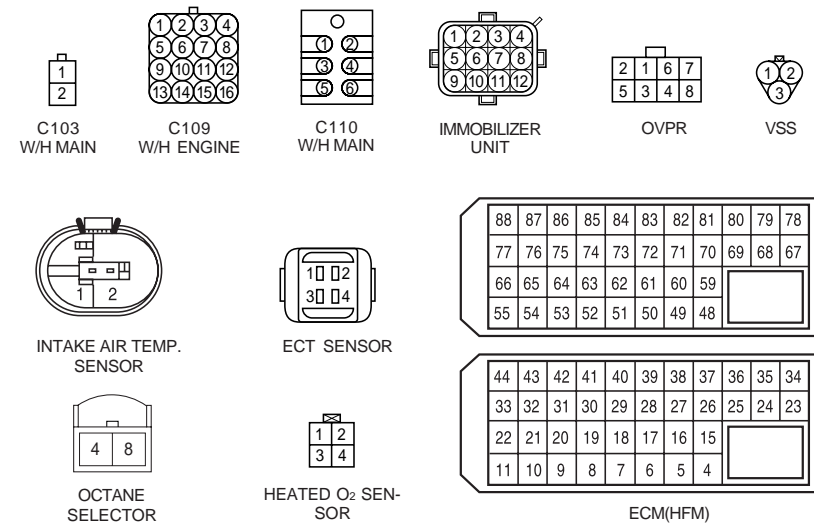 1
2
C103
W/H MAIN
1 2 3 4
5 6 7 8
9 10 11 12
13 14 15 16
C109
W/H ENGINE
1 2
3 4
5 6
C110
W/H MAIN
1 2 3 4
5 6 7 8
9 10 11 12
IMMOBILIZER
UNIT
2 1 6 7
5 3 4 8
OVPR
1 2
3
VSS
1 2
INTAKE AIR TEMP.
SENSOR
1 2
3 4
ECT SENSOR
88 87 86 85 84 83 82 81 80 79 78
77 76 75 74 73 72 71 70 69 68 67
66 65 64 63 62 61 60 59
55 54 53 52 51 50 49 48
4 8
OCTANE
SELECTOR
1 2
3 4
HEATED O2 SEN-
SOR
44 43 42 41 40 39 38 37 36 35 34
33 32 31 30 29 28 27 26 25 24 23
22 21 20 19 18 17 16 15
11 10 9 8 7 6 5 4
ECM(HFM)